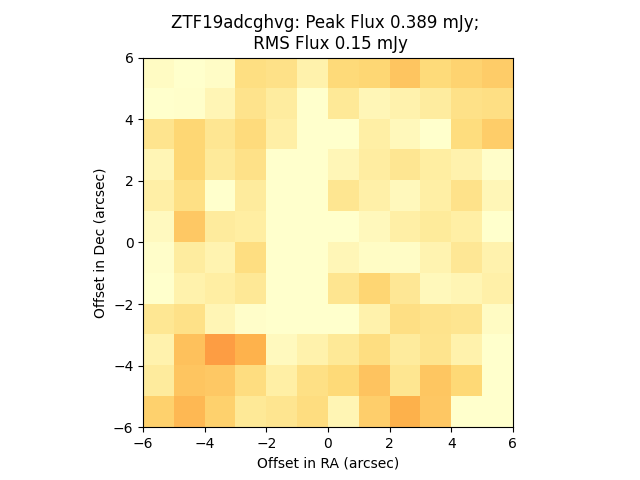 ZTF19adcghvg: Peak Flux 0.389 mJy;
RMS Flux 0.15 mJy
6
4
2
0
−2
−4
−6
Offset in Dec (arcsec)
−6 −4 −2 0 2 4 6
Offset in RA (arcsec)